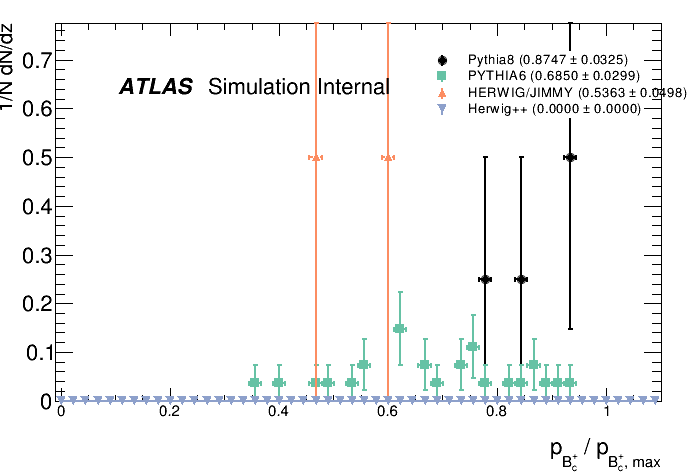 1/N dN/dz
ATLAS Simulation Internal
Pythia8 (0.8747 ± 0.0325)
PYTHIA6 (0.6850 ± 0.0299)
HERWIG/JIMMY (0.5363 ± 0.0498)
Herwig++ (0.0000 ± 0.0000)
0.7
0.6
0.5
0.4
0.3
0.2
0.1
0
0 0.2 0.4 0.6 0.8 1
p_{B_c^+} / p_{B_c^+, max}